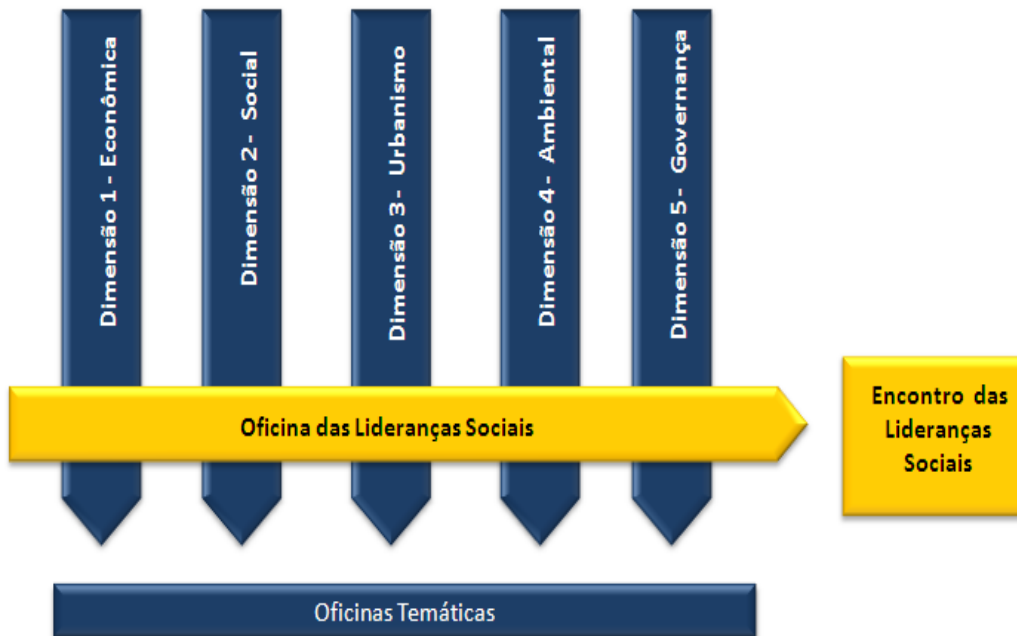 Dimensão 1 - Econômica
Dimensão 2 - Social
Dimensão 3 - Urbanismo
Dimensão 4 - Ambiental
Dimensão 5 - Governança
Oficina das Lideranças Sociais
Encontro das
Lideranças
Sociais
Oficinas Temáticas